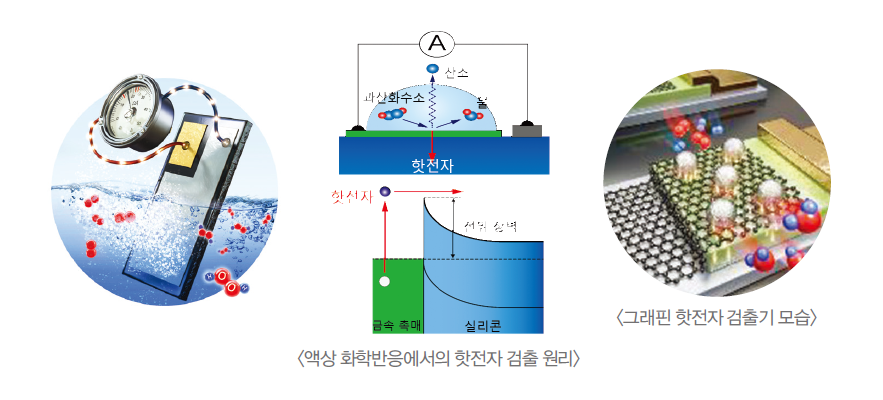 A
산소
과산화수소
물
핫전자
핫전자
전위 장벽
금속 촉매
실리콘
H
O
O
H
〈액상 화학반응에서의 핫전자 검출 원리〉
〈그래핀 핫전자 검출기 모습〉